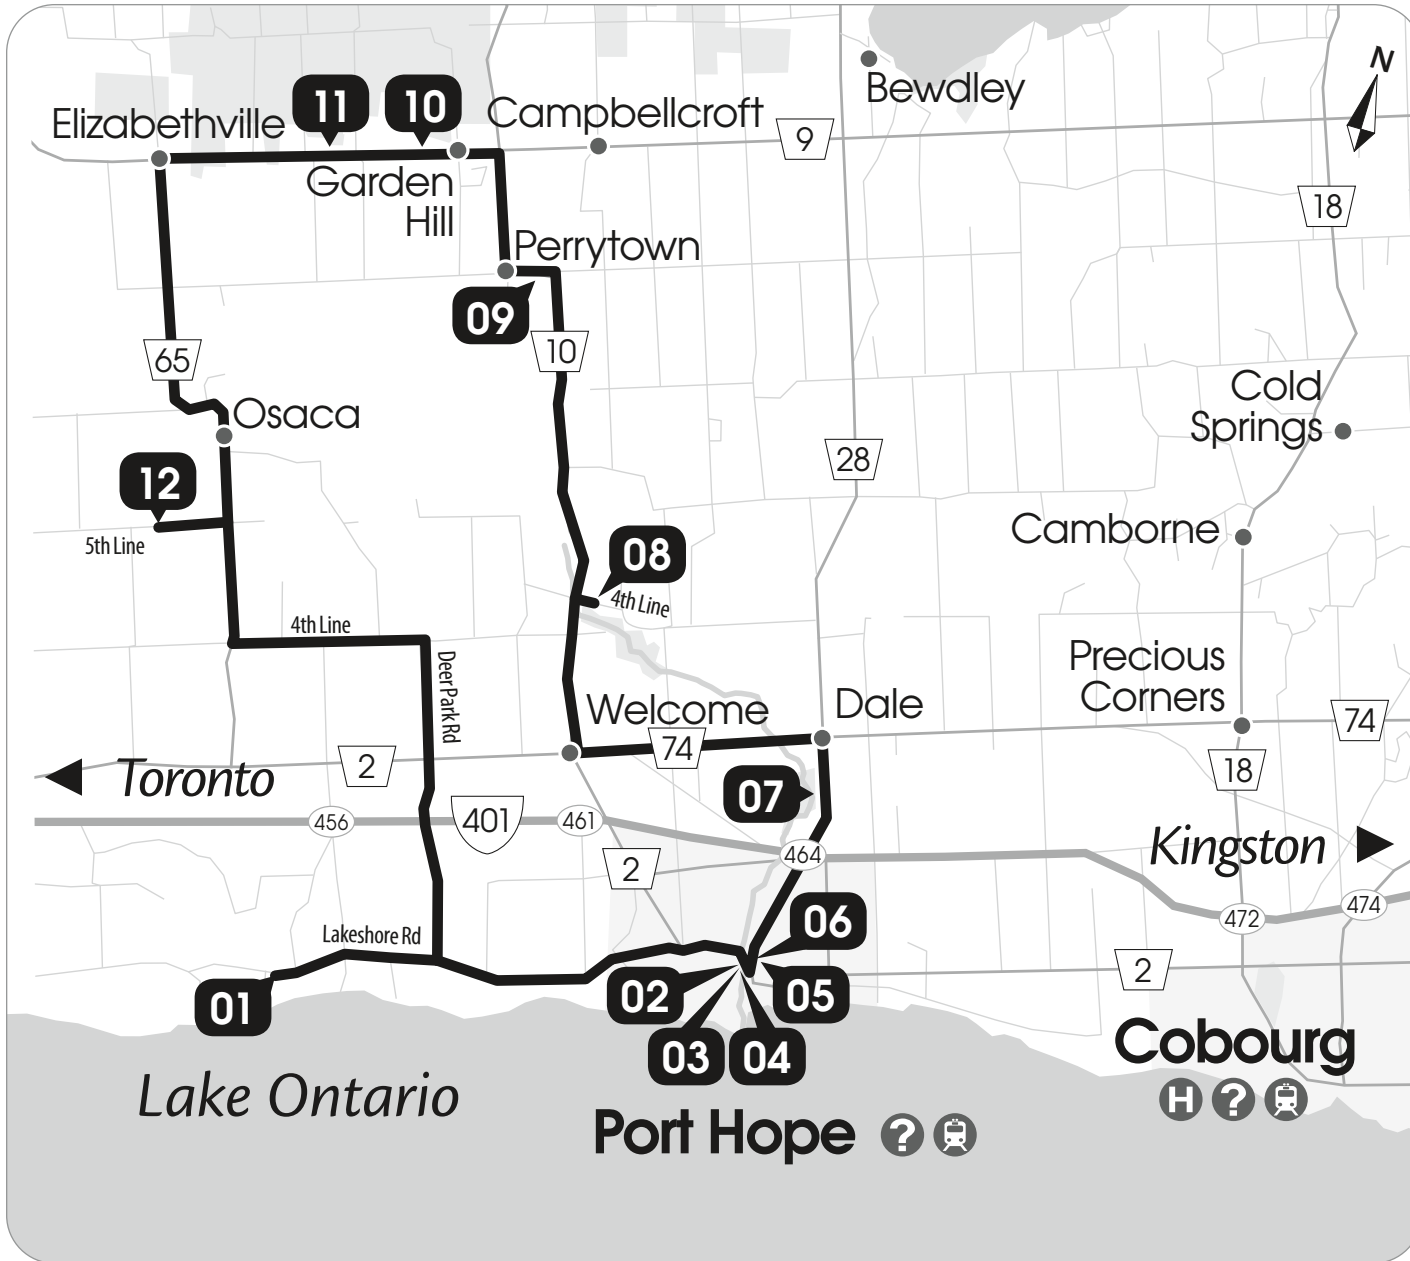 N
Bewdley
11
10
Elizabethville
Campbellcroft
9
Garden
Hill
18
Perrytown
09
10
65
Cold
Springs
Osaca
28
12
Camborne
5th Line
08
4th Line
4th Line
Deer Park Rd
Precious
Corners
Welcome
Dale
74
74
2
Toronto
18
07
456
401
461
Kingston
464
2
06
472
474
Lakeshore Rd
2
01
02
05
03
04
Cobourg
H ?
Lake Ontario
Port Hope ?